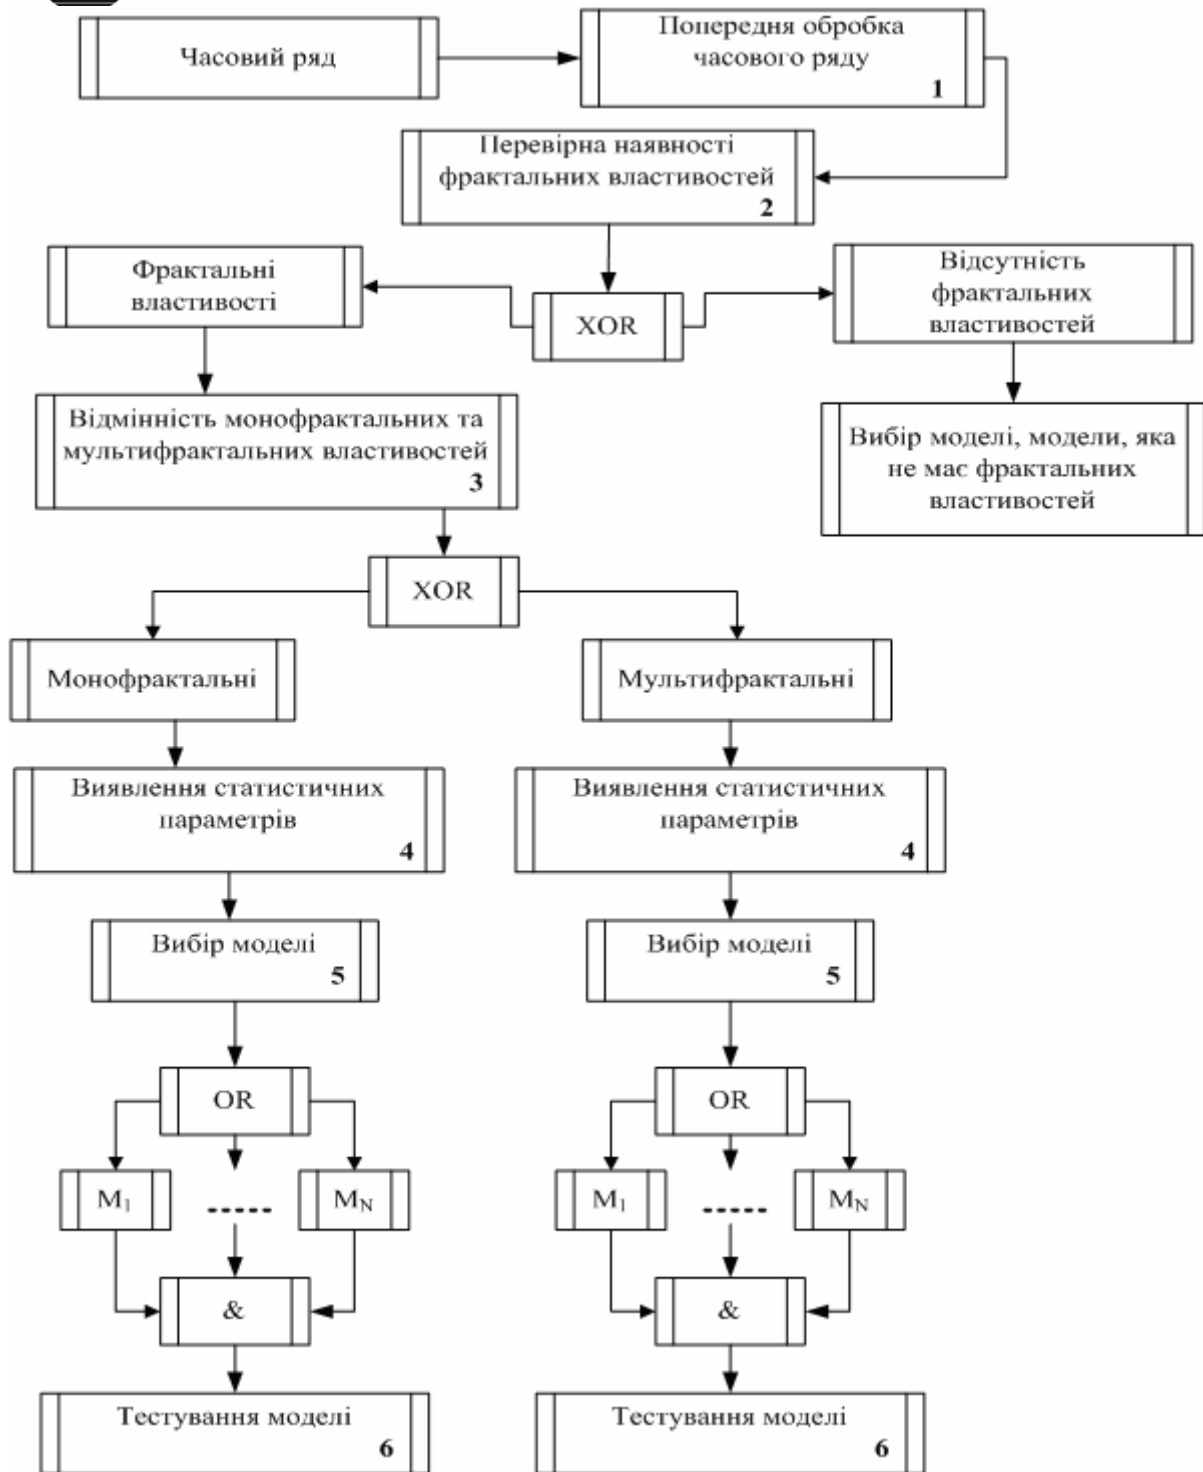 Часовий ряд
Попередня обробка
часового ряду
1
Перевірна наявності
фрактальних властивостей
2
Фрактальні
властивості
XOR
Відсутність
фрактальних
властивостей
Відмінність монофрактальних та
мультифрактальних властивостей
3
Вибір моделі, модели, яка
не має фрактальних
властивостей
XOR
Монофрактальні
Мультифрактальні
Виявлення статистичних
параметрів
4
Виявлення статистичних
параметрів
4
Вибір моделі
5
Вибір моделі
5
OR
OR
M1
MN
M1
MN
&
&
Тестування моделі
6
Тестування моделі
6